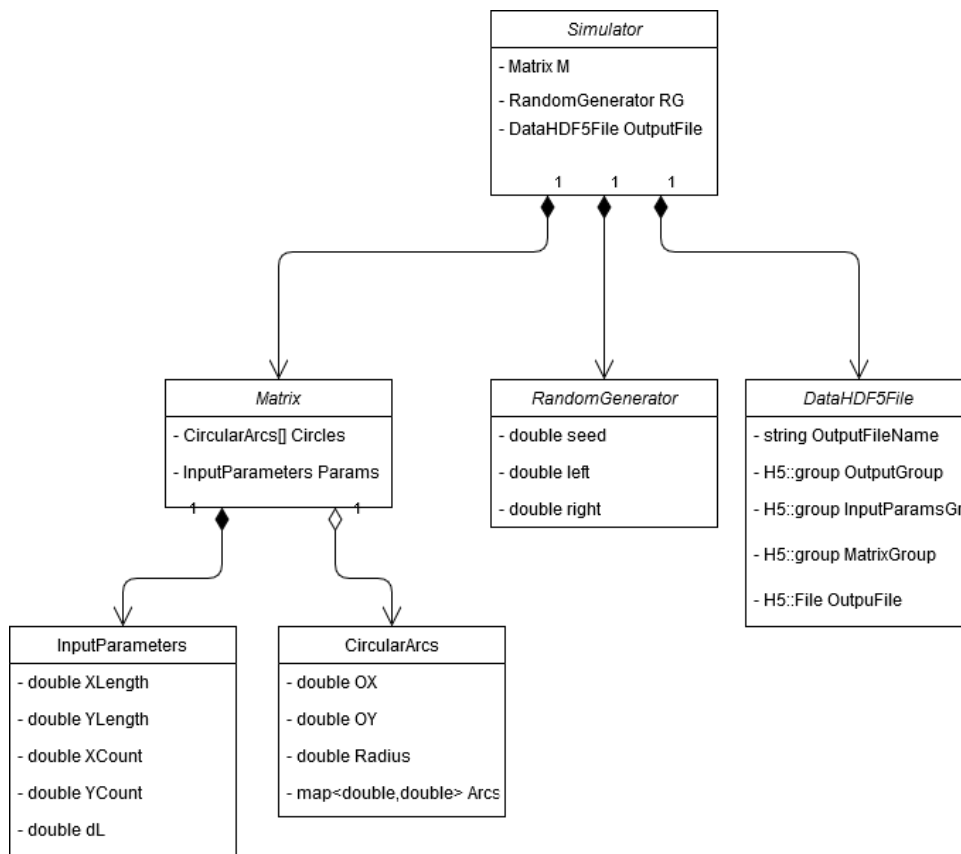 Simulator
- Matrix M
- RandomGenerator RG
- DataHDF5File OutputFile
1 1 1
Matrix
- CircularArcs[] Circles
- InputParameters Params
1 1
RandomGenerator
- double seed
- double left
- double right
DataHDF5File
- string OutputFileName
- H5::group OutputGroup
- H5::group InputParamsGr
- H5::group MatrixGroup
- H5::File OutpuFile
InputParameters
- double XLength
- double YLength
- double XCount
- double YCount
- double dL
CircularArcs
- double OX
- double OY
- double Radius
- map<double,double> Arcs